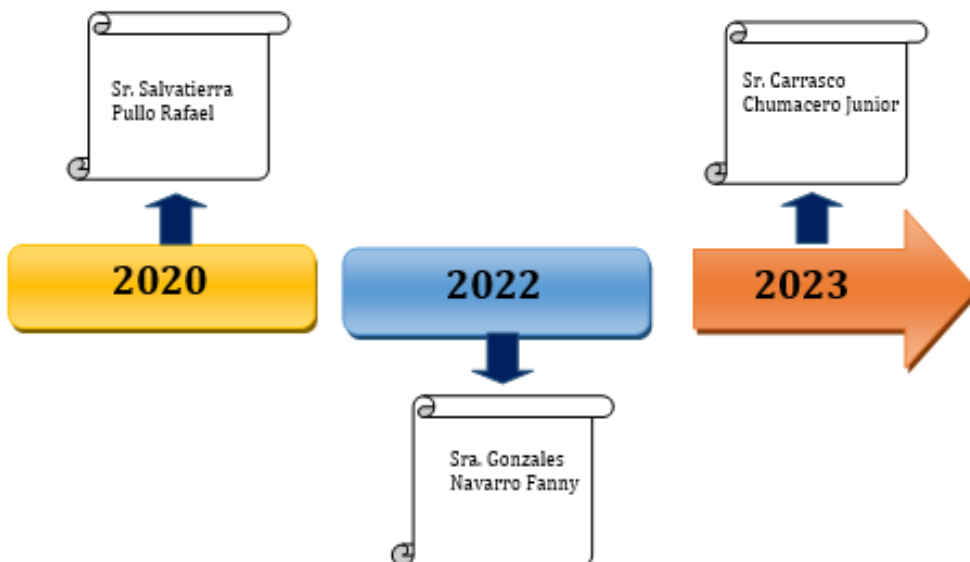 Sr. Salvatierra
Pullo Rafael
Sr. Carrasco
Chumacero Junior
2020
2022
2023
Sra. Gonzales
Navarro Fanny